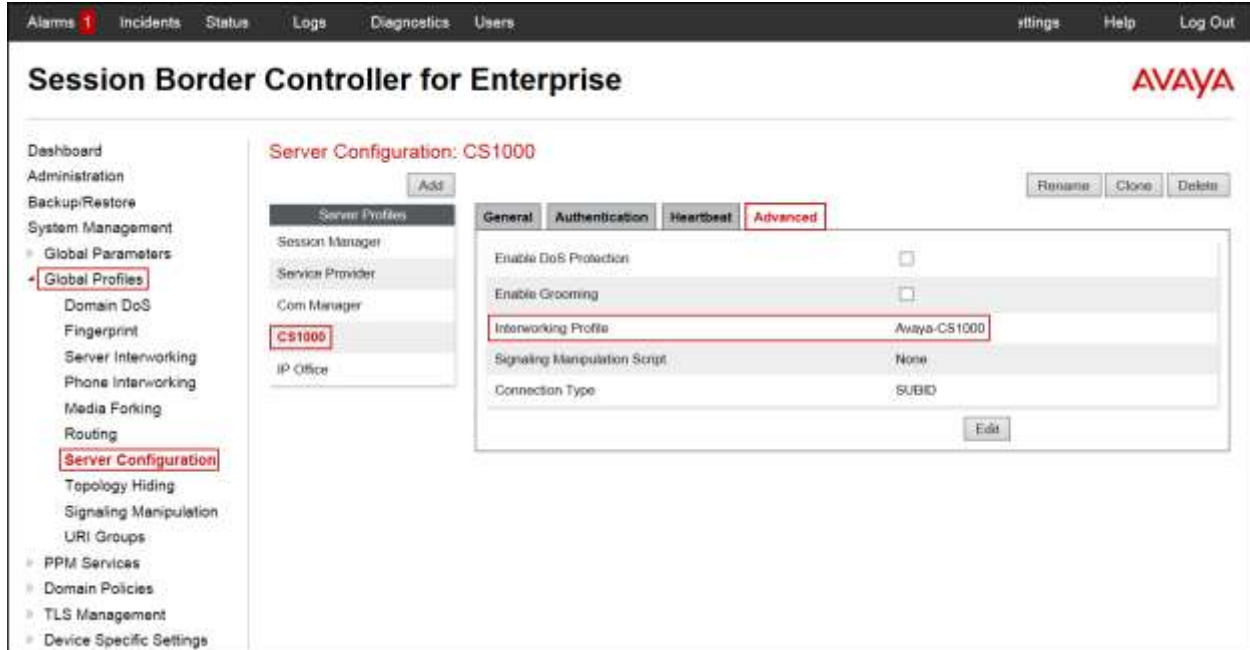 Alarms 1 Incidents Status Logs Diagnostics Users ttings Help Log Out
Session Border Controller for Enterprise
AVAYA
Dashboard
Administration
Backup/Restore
System Management
Global Parameters
Global Profiles
Domain DoS
Fingerprint
Server Interworking
Phone Interworking
Media Forking
Routing
Server Configuration
Topology Hiding
Signaling Manipulation
URI Groups
PPM Services
Domain Policies
TLS Management
Device Specific Settings
Server Configuration: CS1000
Add
Rename Clone Delete
Server Profiles
Session Manager
Service Provider
Com Manager
CS1000
IP Office
General Authentication Heartbeat Advanced
Enable DoS Protection
Enable Grooming
Interworking Profile Avaya-CS1000
Signaling Manipulation Script None
Connection Type SUBID
Edit